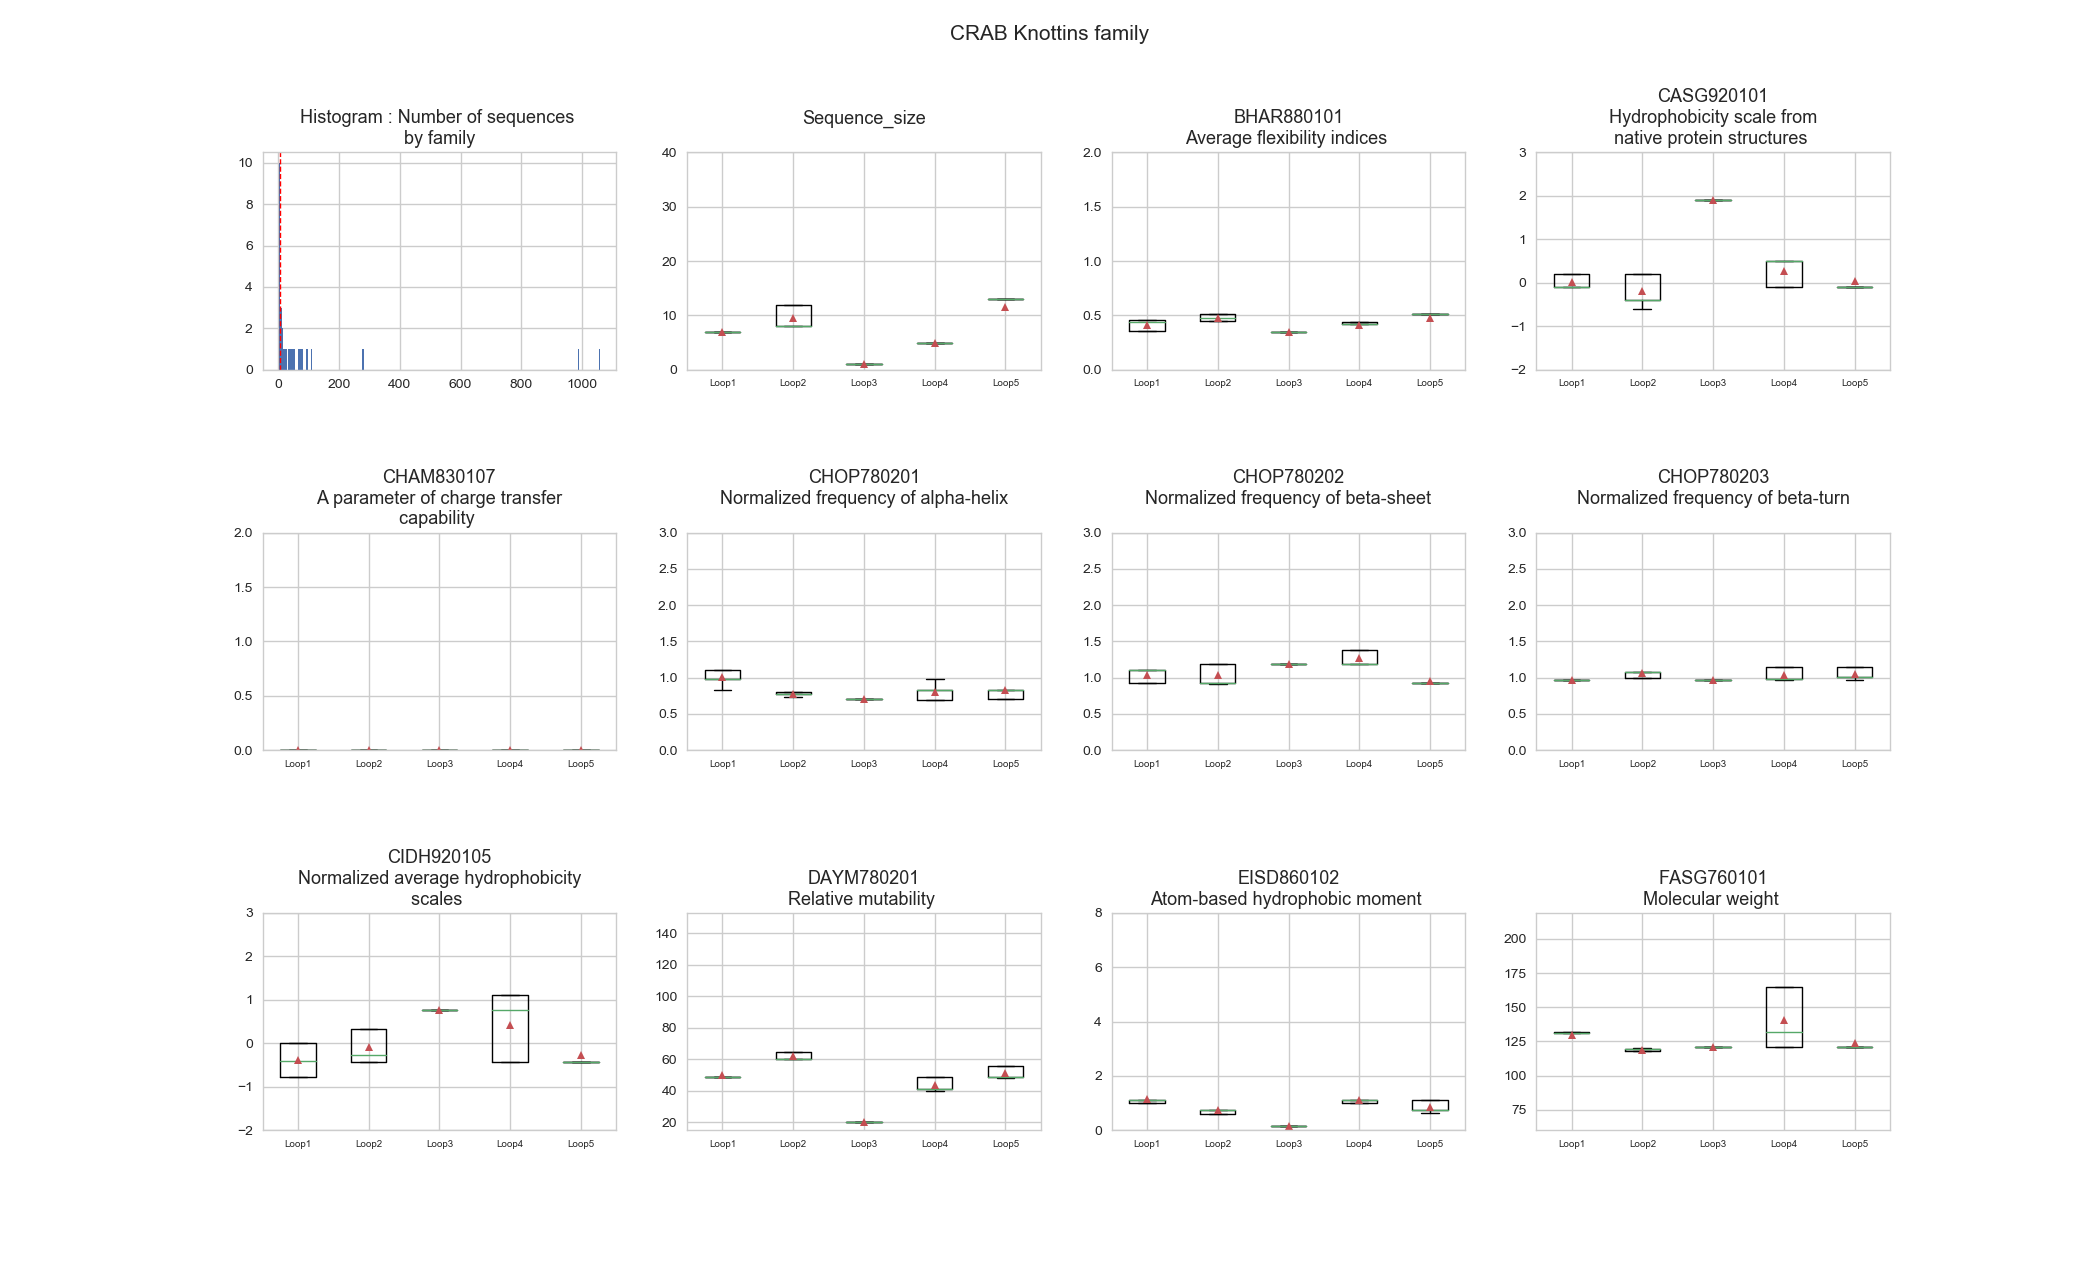 CRAB Knottins family
Histogram : Number of sequences
by family
10
8
6
4
2
0
0 200 400 600 800 1000
Sequence_size
40
30
20
10
0
Loop1 Loop2 Loop3 Loop4 Loop5
BHAR880101
Average flexibility indices
2.0
1.5
1.0
0.5
0.0
Loop1 Loop2 Loop3 Loop4 Loop5
CASG920101
Hydrophobicity scale from
native protein structures
3
2
1
0
−1
−2
Loop1 Loop2 Loop3 Loop4 Loop5
CHAM830107
A parameter of charge transfer
capability
2.0
1.5
1.0
0.5
0.0
Loop1 Loop2 Loop3 Loop4 Loop5
CHOP780201
Normalized frequency of alpha-helix
3.0
2.5
2.0
1.5
1.0
0.5
0.0
Loop1 Loop2 Loop3 Loop4 Loop5
CHOP780202
Normalized frequency of beta-sheet
3.0
2.5
2.0
1.5
1.0
0.5
0.0
Loop1 Loop2 Loop3 Loop4 Loop5
CHOP780203
Normalized frequency of beta-turn
3.0
2.5
2.0
1.5
1.0
0.5
0.0
Loop1 Loop2 Loop3 Loop4 Loop5
CIDH920105
Normalized average hydrophobicity
scales
3
2
1
0
−1
−2
Loop1 Loop2 Loop3 Loop4 Loop5
DAYM780201
Relative mutability
140
120
100
80
60
40
20
Loop1 Loop2 Loop3 Loop4 Loop5
EISD860102
Atom-based hydrophobic moment
8
6
4
2
0
Loop1 Loop2 Loop3 Loop4 Loop5
FASG760101
Molecular weight
200
175
150
125
100
75
Loop1 Loop2 Loop3 Loop4 Loop5